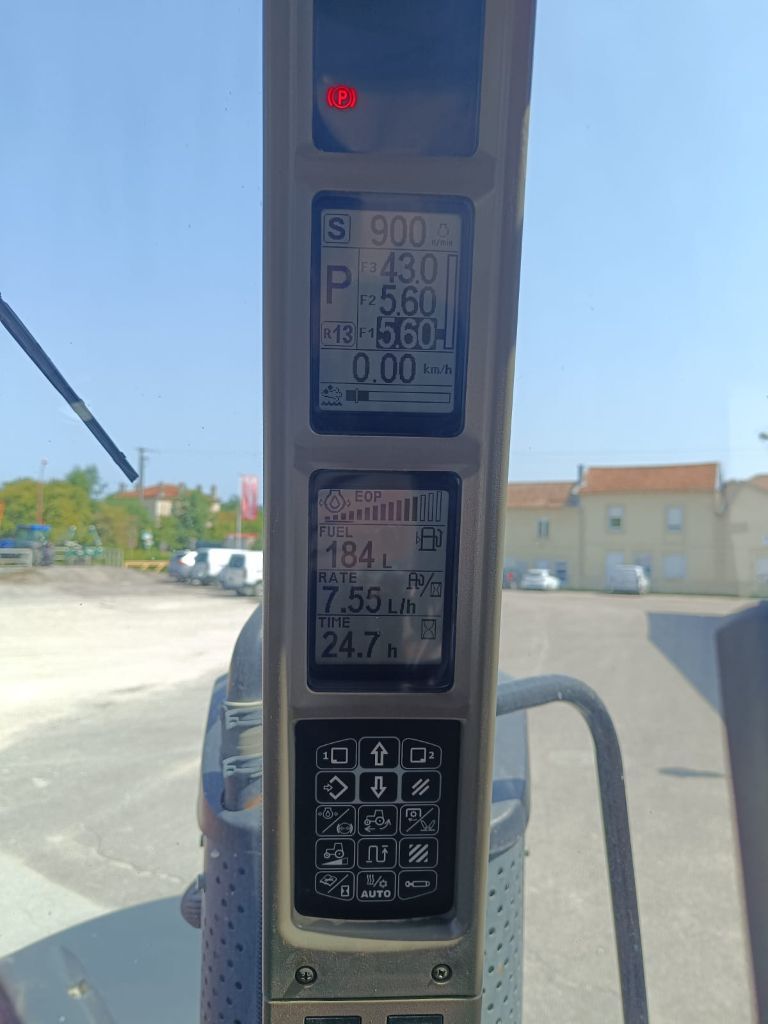 P
S 900 n/min
F3 43.0
P F2 5.60
R13 F1 5.60
0.00 km/h
EOP
FUEL
184 L
RATE
7.55 L/h
TIME
24.7 h
1 2
AUTO